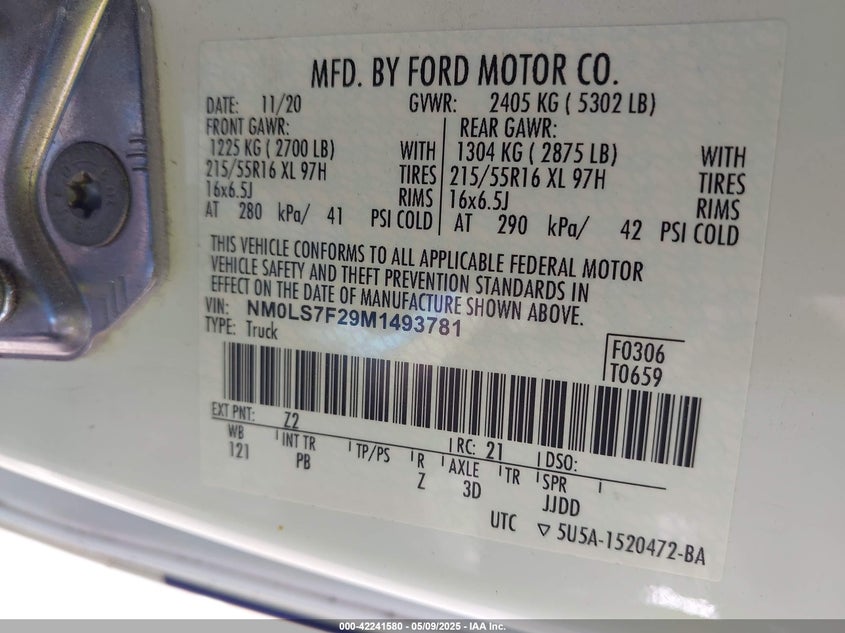 MFD. BY FORD MOTOR CO.
DATE: 11/20 GVWR: 2405 KG ( 5302 LB)
FRONT GAWR: REAR GAWR:
1225 KG ( 2700 LB) WITH 1304 KG ( 2875 LB) WITH
215/55R16 XL 97H TIRES 215/55R16 XL 97H TIRES
16x6.5J RIMS 16x6.5J RIMS
AT 280 kPa/ 41 PSI COLD AT 290 kPa/ 42 PSI COLD
THIS VEHICLE CONFORMS TO ALL APPLICABLE FEDERAL MOTOR
VEHICLE SAFETY AND THEFT PREVENTION STANDARDS IN
EFFECT ON THE DATE OF MANUFACTURE SHOWN ABOVE.
VIN: NM0LS7F29M1493781
TYPE: Truck
F0306
T0659
EXT PNT: Z2 RC: 21 DSO:
WB INT TR TP/PS R AXLE TR SPR
121 PB Z 3D JJDD
UTC ▽ 5U5A-1520472-BA
000-42241580 - 05/09/2025 - IAA Inc.